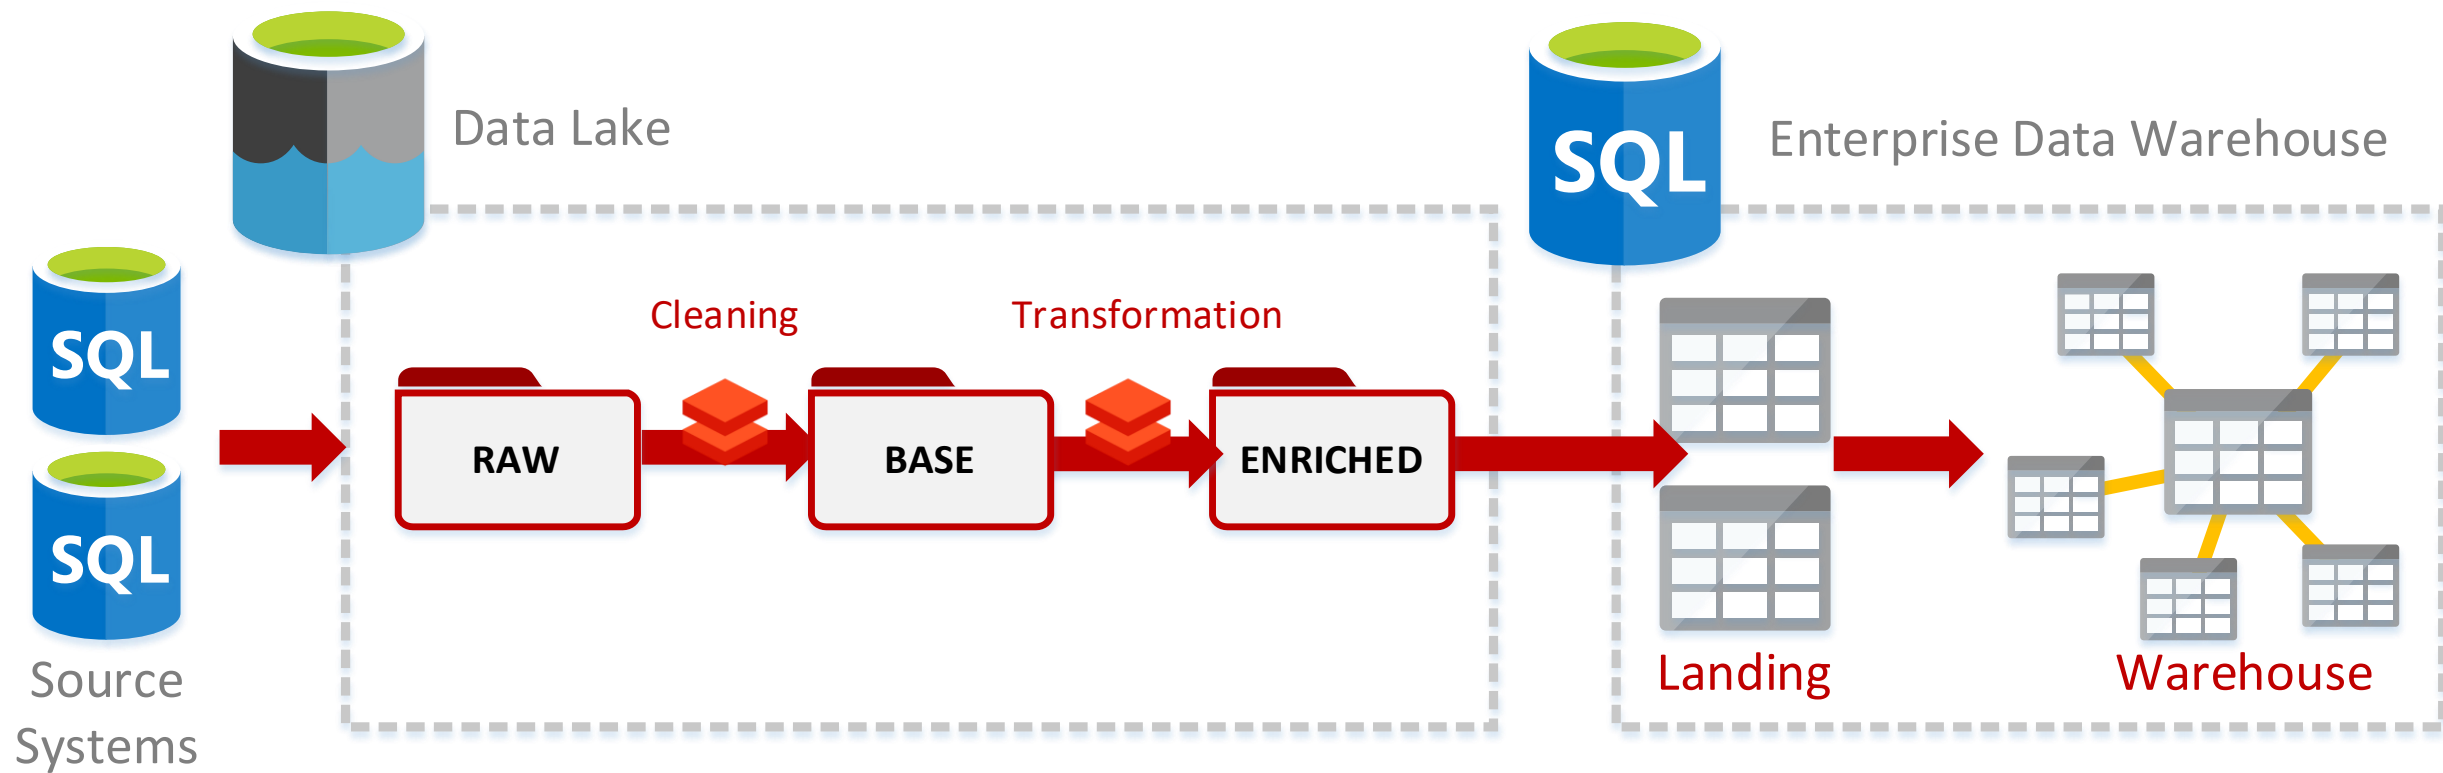 Data Lake
SQL
Enterprise Data Warehouse
SQL
SQL
Source
Systems
Cleaning
Transformation
RAW
BASE
ENRICHED
Landing
Warehouse